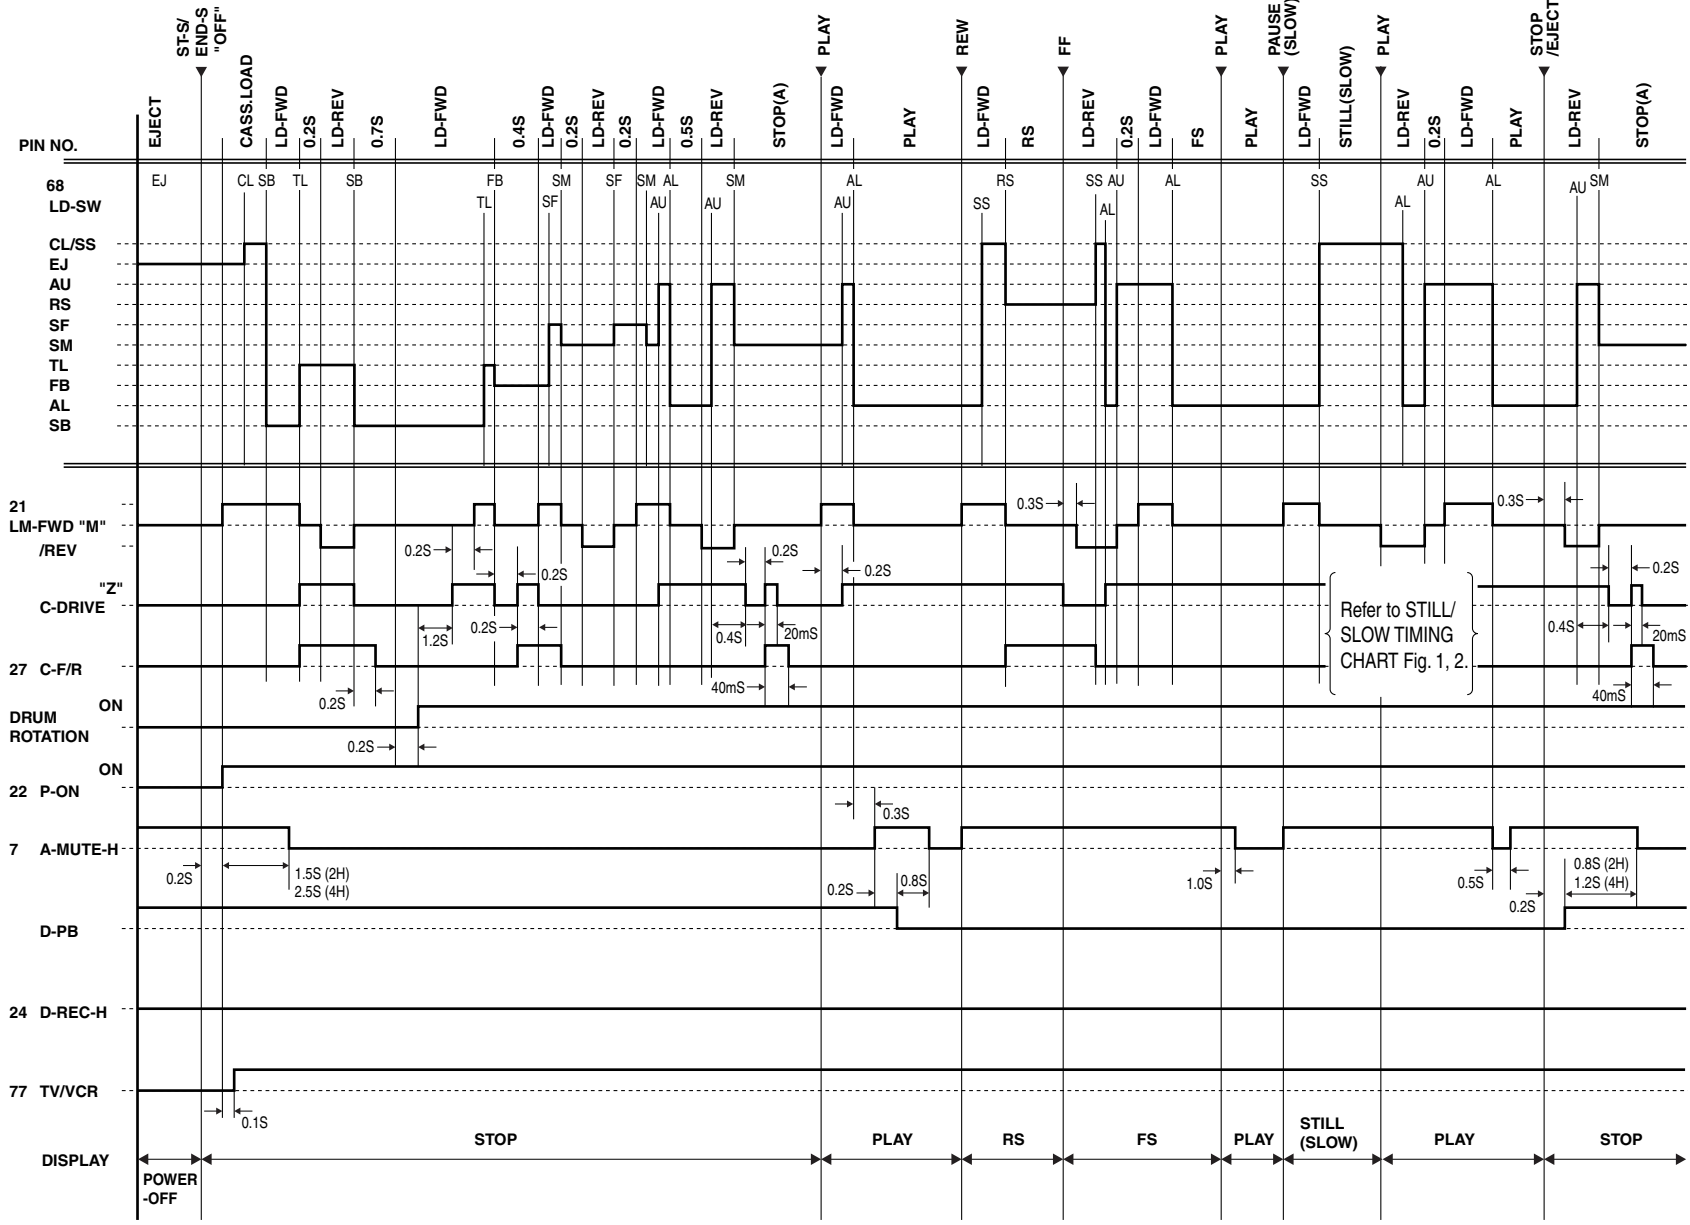 ST-S/
END-S
"OFF"
PLAY
REW
FF
PLAY
PAUSE
(SLOW)
PLAY
STOP
/EJECT
PIN NO.
EJECT
CASS.LOAD
LD-FWD
0.2S
LD-REV
0.7S
LD-FWD
0.4S
LD-FWD
0.2S
LD-REV
0.2S
LD-FWD
0.5S
LD-REV
STOP(A)
LD-FWD
PLAY
LD-FWD
RS
LD-REV
0.2S
LD-FWD
FS
PLAY
LD-FWD
STILL(SLOW)
LD-REV
0.2S
LD-FWD
PLAY
LD-REV
STOP(A)
68
LD-SW
EJ CL SB TL SB FB SM SF SM AL SM AL RS SS AU AL SS AU AL AU SM
TL SF AU AU AU SS AL AL
CL/SS
EJ
AU
RS
SF
SM
TL
FB
AL
SB
21
LM-FWD "M"
/REV
0.2S
0.2S
0.2S
0.2S
0.3S
0.3S
0.2S
"Z"
C-DRIVE
1.2S
0.2S
0.4S
20mS
0.4S
20mS
Refer to STILL/
SLOW TIMING
CHART Fig. 1, 2.
27 C-F/R
0.2S
40mS
40mS
ON
DRUM
ROTATION
0.2S
ON
22 P-ON
0.3S
7 A-MUTE-H
0.2S
1.5S (2H)
2.5S (4H)
0.2S
0.8S
1.0S
0.5S
0.8S (2H)
1.2S (4H)
0.2S
D-PB
24 D-REC-H
77 TV/VCR
0.1S
DISPLAY
POWER
-OFF
STOP
PLAY
RS
FS
PLAY
STILL
(SLOW)
PLAY
STOP